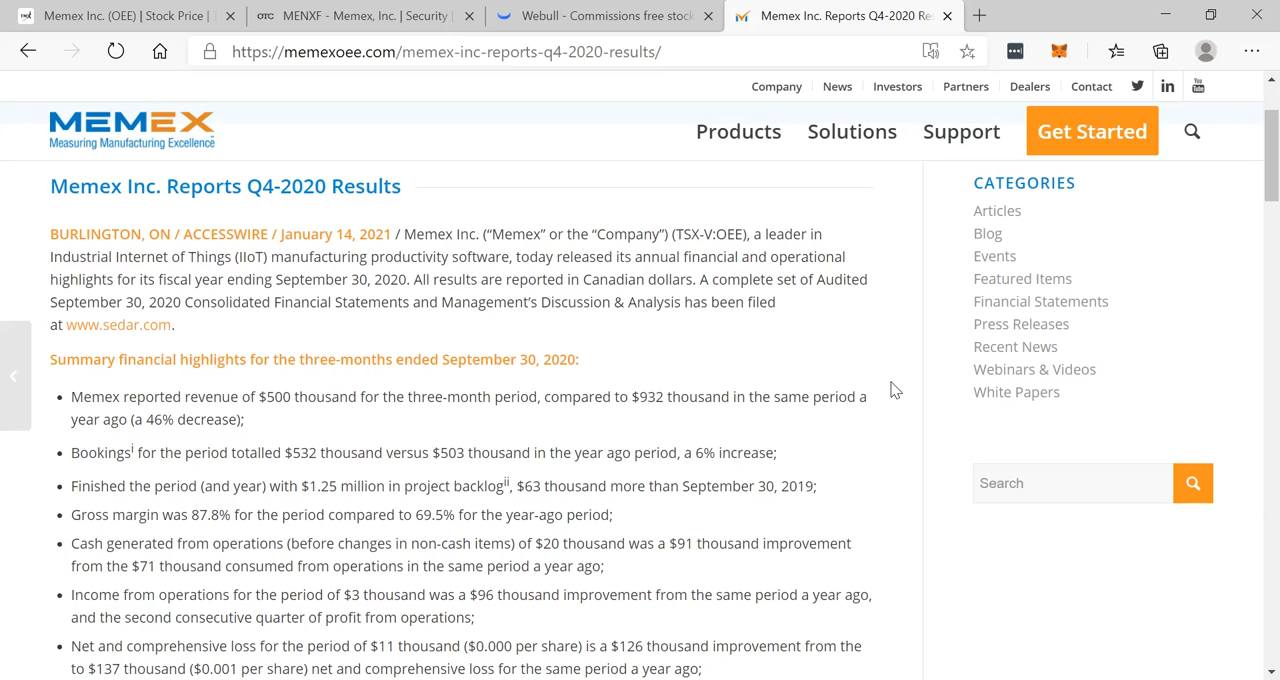 Memex Inc. (OEE) | Stock Price |
MENXF - Memex, Inc. | Security
Webull - Commissions free stock
Memex Inc. Reports Q4-2020 Re
https://memexoee.com/memex-inc-reports-q4-2020-results/
Company News Investors Partners Dealers Contact
MEMEX
Measuring Manufacturing Excellence
Products Solutions Support Get Started
Memex Inc. Reports Q4-2020 Results
BURLINGTON, ON / ACCESSWIRE / January 14, 2021 / Memex Inc. (“Memex” or the “Company”) (TSX-V:OEE), a leader in
Industrial Internet of Things (IIoT) manufacturing productivity software, today released its annual financial and operational
highlights for its fiscal year ending September 30, 2020. All results are reported in Canadian dollars. A complete set of Audited
September 30, 2020 Consolidated Financial Statements and Management’s Discussion & Analysis has been filed
at www.sedar.com.
Summary financial highlights for the three-months ended September 30, 2020:
• Memex reported revenue of $500 thousand for the three-month period, compared to $932 thousand in the same period a
year ago (a 46% decrease);
• Bookingsi for the period totalled $532 thousand versus $503 thousand in the year ago period, a 6% increase;
• Finished the period (and year) with $1.25 million in project backlogii, $63 thousand more than September 30, 2019;
• Gross margin was 87.8% for the period compared to 69.5% for the year-ago period;
• Cash generated from operations (before changes in non-cash items) of $20 thousand was a $91 thousand improvement
from the $71 thousand consumed from operations in the same period a year ago;
• Income from operations for the period of $3 thousand was a $96 thousand improvement from the same period a year ago,
and the second consecutive quarter of profit from operations;
• Net and comprehensive loss for the period of $11 thousand ($0.000 per share) is a $126 thousand improvement from the
to $137 thousand ($0.001 per share) net and comprehensive loss for the same period a year ago;
CATEGORIES
Articles
Blog
Events
Featured Items
Financial Statements
Press Releases
Recent News
Webinars & Videos
White Papers
Search